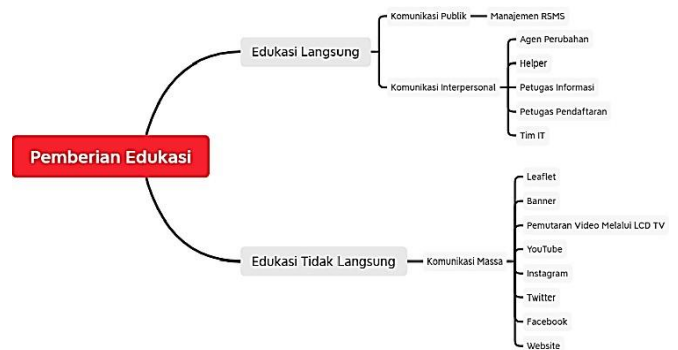 Pemberian Edukasi
Edukasi Langsung
Komunikasi Publik
Manajemen RSMS
Komunikasi Interpersonal
Agen Perubahan
Helper
Petugas Informasi
Petugas Pendaftaran
Tim IT
Edukasi Tidak Langsung
Komunikasi Massa
Leaflet
Banner
Pemutaran Video Melalui LCD TV
YouTube
Instagram
Twitter
Facebook
Website